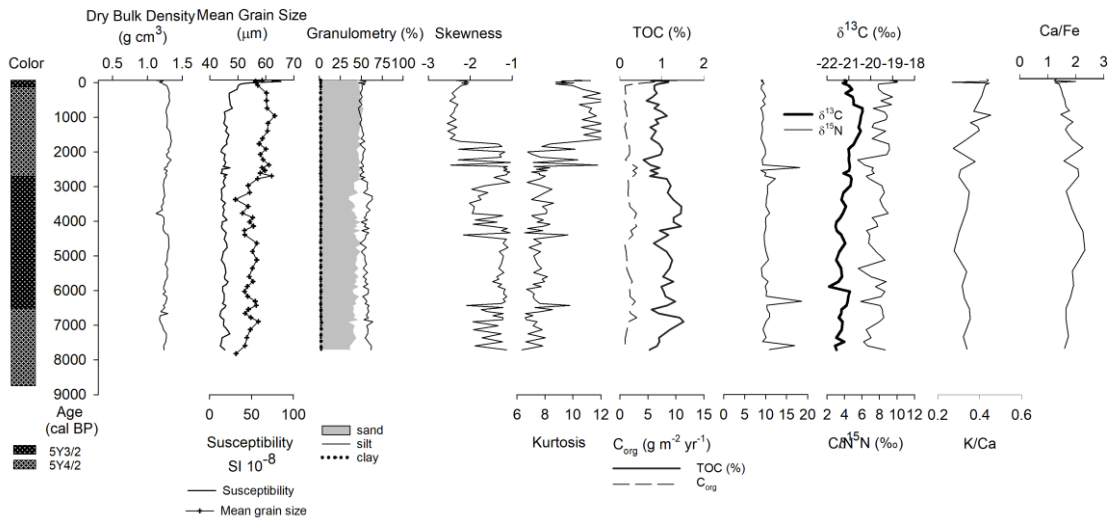 Dry Bulk Density Mean Grain Size
(g cm³) (μm) Granulometry (%) Skewness TOC (%) δ¹³C (‰) Ca/Fe
Color 0.5 1.0 1.5 40 60 80 100 0 25 50 75 100 -3 -2 -1 0 1 2 -22 -21 -20 -19 -18 0 1 2 3
0
1000
2000
3000
4000
5000
6000
7000
8000
9000
δ¹³C
δ¹⁵N
Age
(cal BP)
0 50 100 6 8 10 12 0 5 10 15 0 5 10 15 20 2 4 6 8 10 12 0.2 0.4 0.6
Susceptibility
SI 10⁻⁸
sand
silt
clay
Kurtosis C_org (g m⁻² yr⁻¹) C/N δ¹⁵N (‰) K/Ca
5Y3/2
5Y4/2
TOC (%)
C_org
Susceptibility
Mean grain size